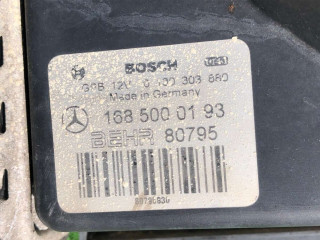 BOSCH
12V 0 130 303 880
Made in Germany
168 500 01 93
BEHR 80795